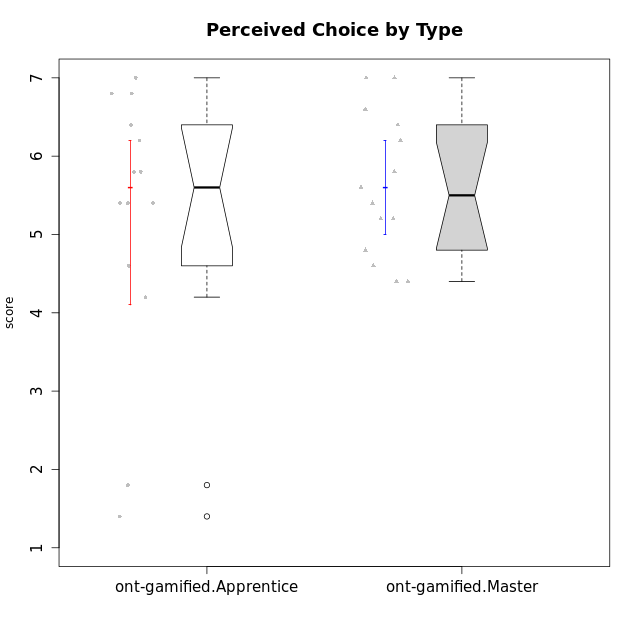 Perceived Choice by Type
score
7
6
5
4
3
2
1
ont-gamified.Apprentice
ont-gamified.Master